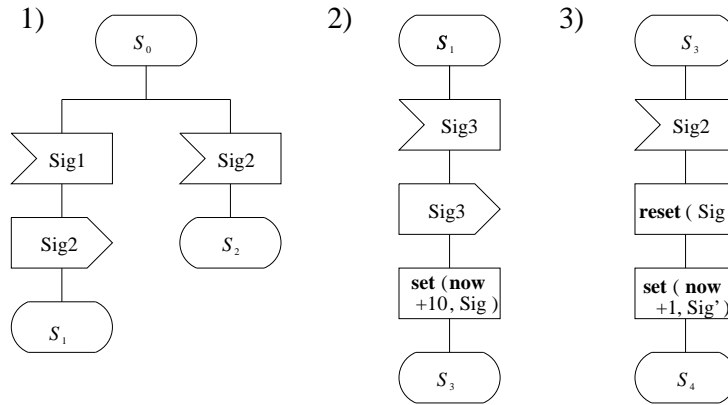 1)
S0
Sig1
Sig2
Sig2
S2
S1
2)
S1
Sig3
Sig3
set (now
+10, Sig )
S3
3)
S3
Sig2
reset ( Sig
set ( now
+1, Sig' )
S4